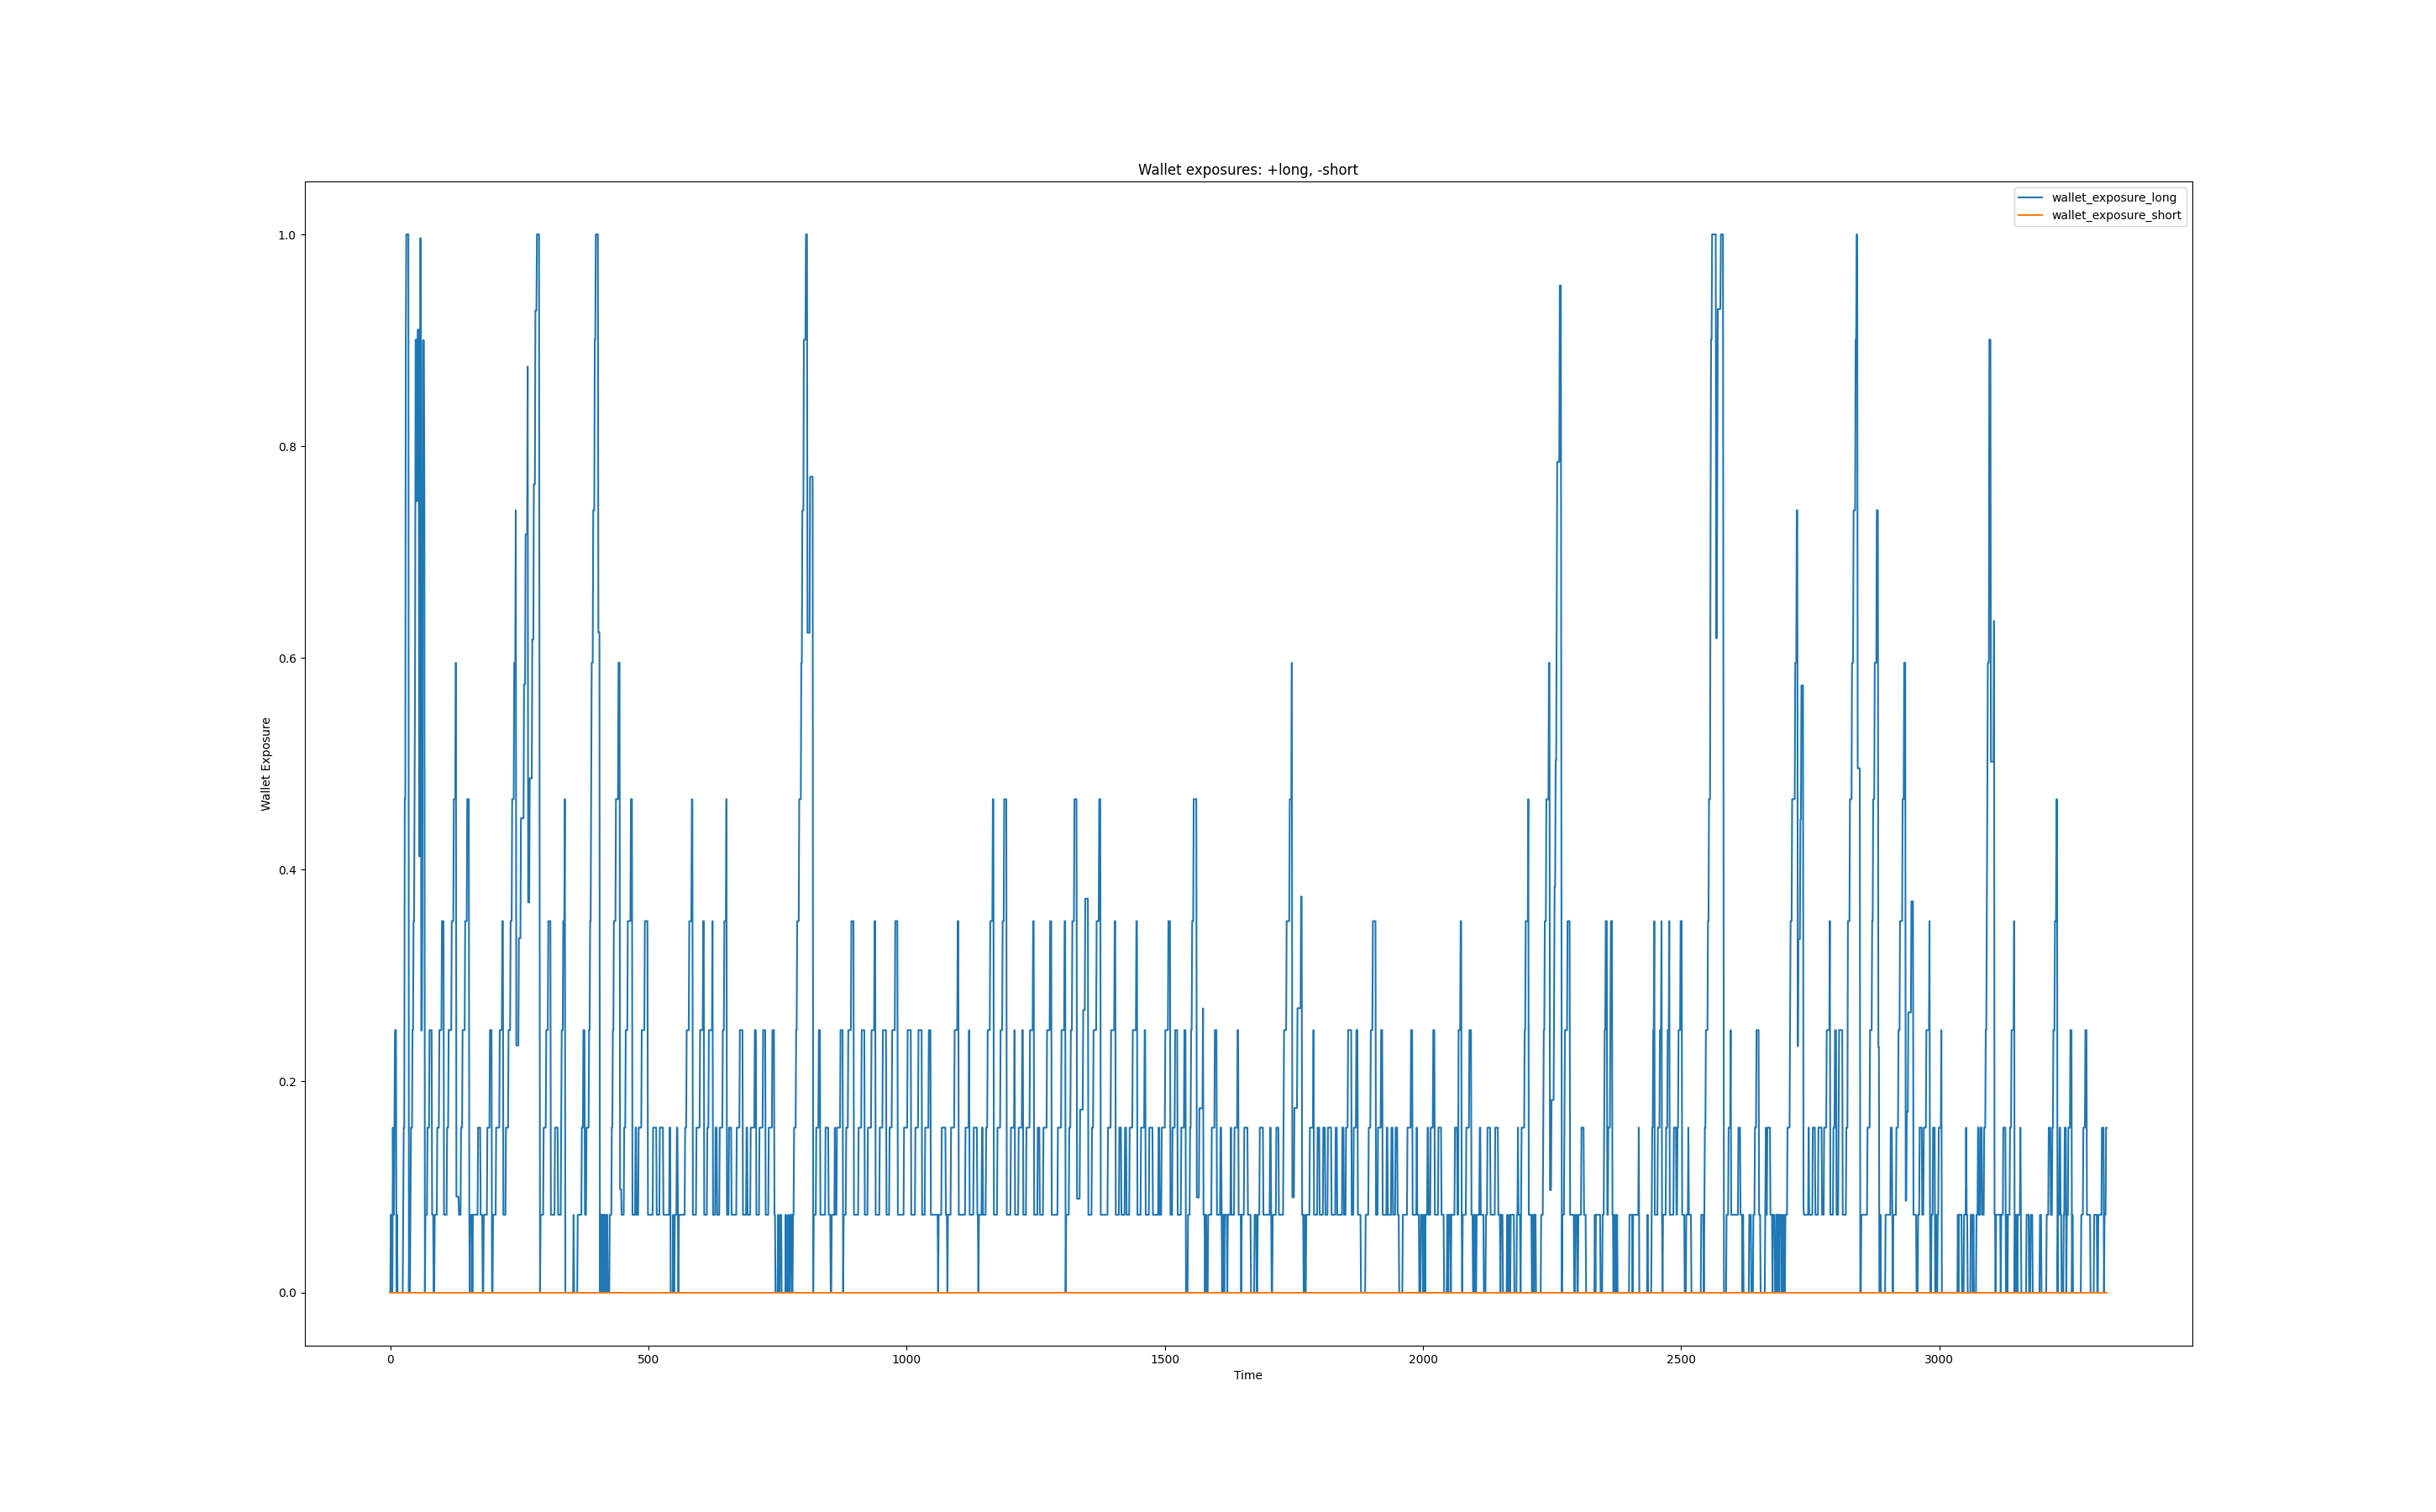 Wallet exposures: +long, -short
wallet_exposure_long
wallet_exposure_short
1.0
0.8
0.6
0.4
0.2
0.0
Wallet Exposure
0 500 1000 1500 2000 2500 3000
Time